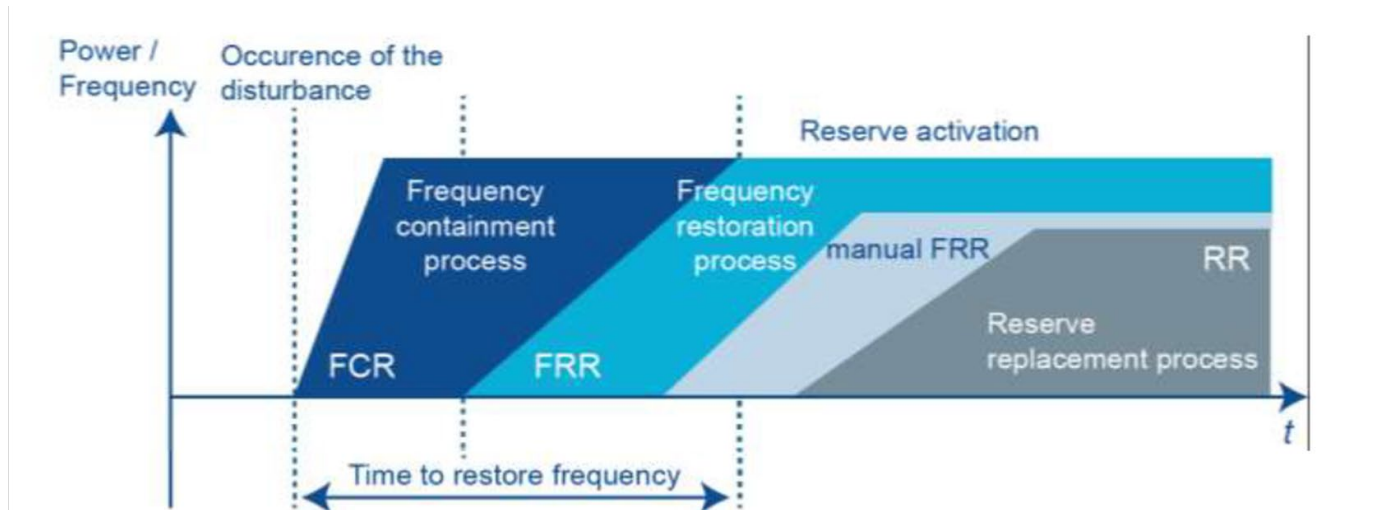 Power /
Frequency
Occurence of the
disturbance
Reserve activation
Frequency
containment
process
Frequency
restoration
process
manual FRR
RR
Reserve
replacement process
FCR
FRR
t
Time to restore frequency